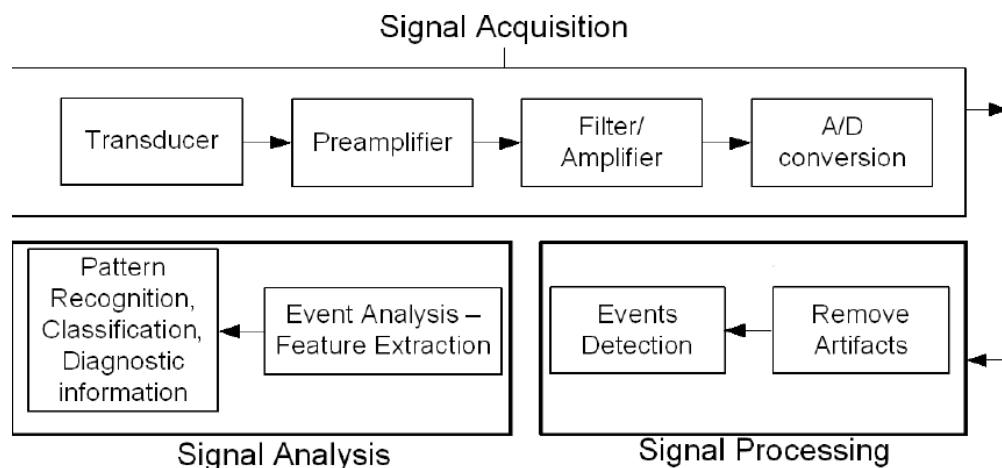 Signal Acquisition
Transducer
Preamplifier
Filter/
Amplifier
A/D
conversion
Pattern
Recognition,
Classification,
Diagnostic
information
Event Analysis –
Feature Extraction
Events
Detection
Remove
Artifacts
Signal Analysis
Signal Processing